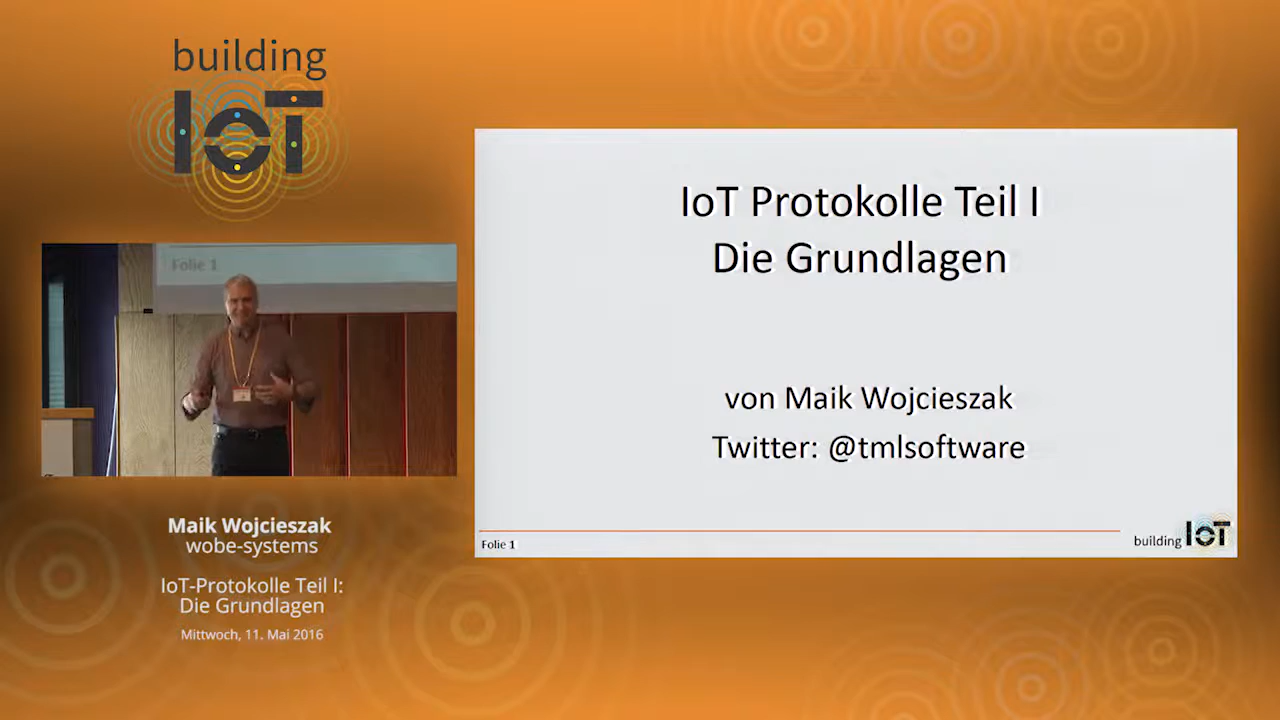 building
IoT
Folie 1
Maik Wojcieszak
wobe-systems
IoT-Protokolle Teil I:
Die Grundlagen
Mittwoch, 11. Mai 2016
IoT Protokolle Teil I
Die Grundlagen
von Maik Wojcieszak
Twitter: @tmlsoftware
Folie 1
building IoT